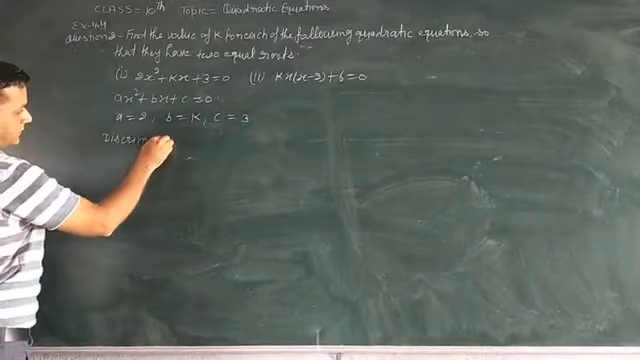 CLASS = 10th Topic = Quadratic Equations
Ex-4.4
Question 2- Find the value of K for each of the following quadratic equations, so
that they have two equal roots.
(i) 2x²+Kx+3=0 (ii) Kx(x-2)+6=0
ax²+bx+c=0
a=2, b=K, c=3
Discrim